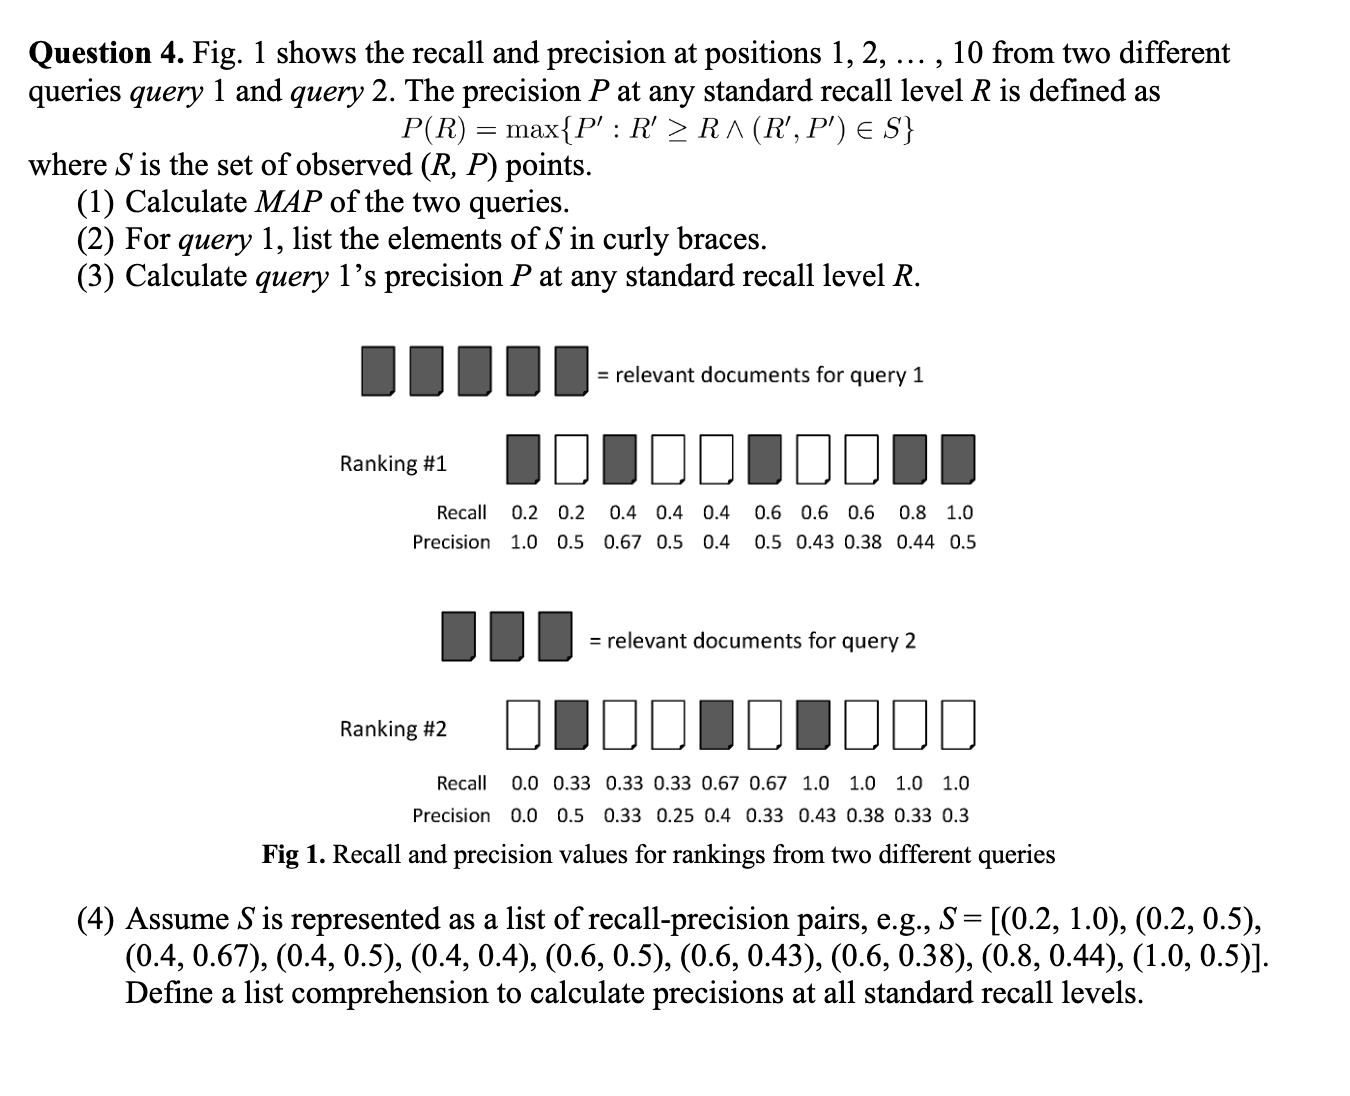 Question 4. Fig. 1 shows the recall and precision at positions 1, 2, … , 10 from two different
queries query 1 and query 2. The precision P at any standard recall level R is defined as
P(R) = max{P′ : R′ ≥ R ∧ (R′, P′) ∈ S}
where S is the set of observed (R, P) points.
(1) Calculate MAP of the two queries.
(2) For query 1, list the elements of S in curly braces.
(3) Calculate query 1’s precision P at any standard recall level R.
= relevant documents for query 1
Ranking #1
Recall 0.2 0.2 0.4 0.4 0.4 0.6 0.6 0.6 0.8 1.0
Precision 1.0 0.5 0.67 0.5 0.4 0.5 0.43 0.38 0.44 0.5
= relevant documents for query 2
Ranking #2
Recall 0.0 0.33 0.33 0.33 0.67 0.67 1.0 1.0 1.0 1.0
Precision 0.0 0.5 0.33 0.25 0.4 0.33 0.43 0.38 0.33 0.3
Fig 1. Recall and precision values for rankings from two different queries
(4) Assume S is represented as a list of recall-precision pairs, e.g., S = [(0.2, 1.0), (0.2, 0.5),
(0.4, 0.67), (0.4, 0.5), (0.4, 0.4), (0.6, 0.5), (0.6, 0.43), (0.6, 0.38), (0.8, 0.44), (1.0, 0.5)].
Define a list comprehension to calculate precisions at all standard recall levels.